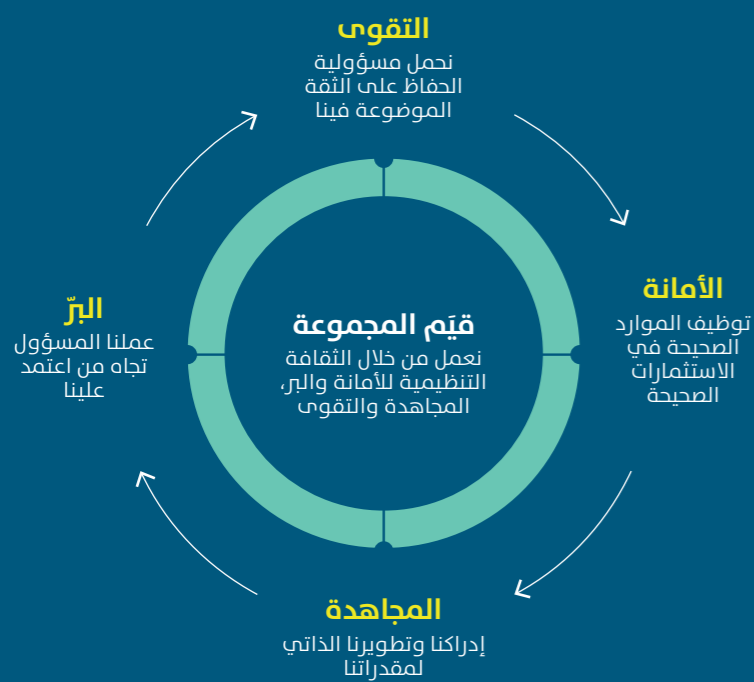 التقوى
نحمل مسؤولية
الحفاظ على الثقة
الموضوعة فينا
الأمانة
توظيف الموارد
الصحيحة في
الاستثمارات
الصحيحة
المجاهدة
إدراكنا وتطويرنا الذاتي
لمقدراتنا
البرّ
عملنا المسؤول
تجاه من اعتمد
علينا
قيَم المجموعة
نعمل من خلال الثقافة
التنظيمية للأمانة والبر،
المجاهدة والتقوى